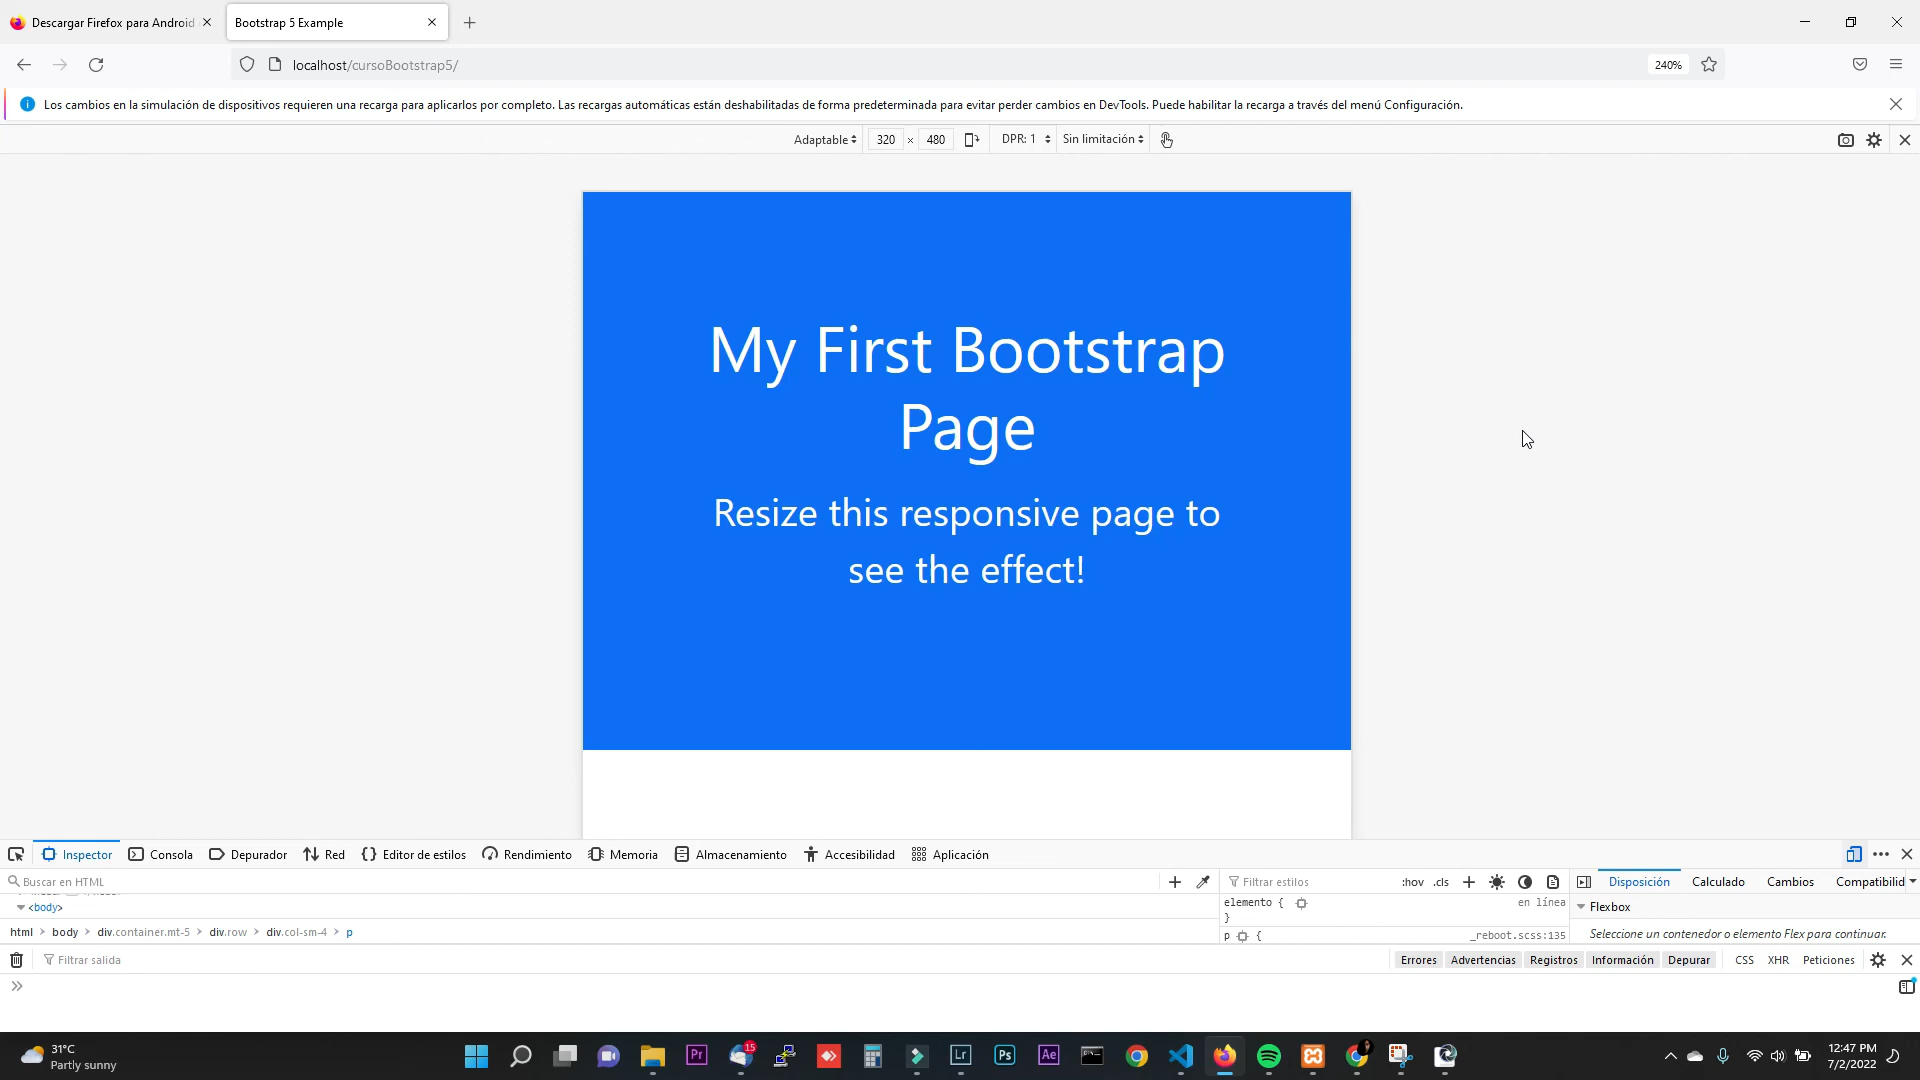 Descargar Firefox para Android
Bootstrap 5 Example
localhost/cursoBootstrap5/
240%
Los cambios en la simulación de dispositivos requieren una recarga para aplicarlos por completo. Las recargas automáticas están deshabilitadas de forma predeterminada para evitar perder cambios en DevTools. Puede habilitar la recarga a través del menú Configuración.
Adaptable 320 × 480 DPR: 1 Sin limitación
My First Bootstrap
Page
Resize this responsive page to
see the effect!
Inspector Consola Depurador Red Editor de estilos Rendimiento Memoria Almacenamiento Accesibilidad Aplicación
Buscar en HTML
Filtrar estilos :hov .cls
Disposición Calculado Cambios Compatibilid
<body>
elemento { en línea
}
Flexbox
html > body > div.container.mt-5 > div.row > div.col-sm-4 > p
p { _reboot.scss:135
Seleccione un contenedor o elemento Flex para continuar.
Filtrar salida
Errores Advertencias Registros Información Depurar CSS XHR Peticiones
31°C
Partly sunny
Pr
15
Lr
Ps
Ae
12:47 PM
7/2/2022